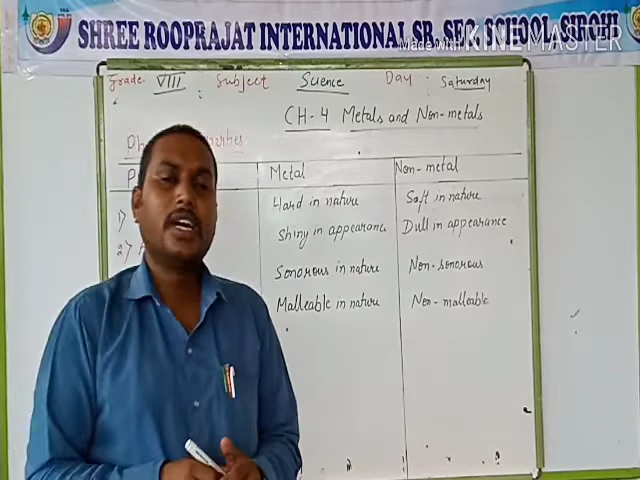 SHREE ROOPRAJAT INTERNATIONAL SR. SEC. SCHOOL, SIROHI
Made with KINEMASTER
Grade VIII : Subject Science Day : Saturday
CH-4 Metals and Non-metals
Metal Non-metal
1) Hard in nature Soft in nature
2) Shiny in appearance Dull in appearance
Sonorous in nature Non-sonorous
Malleable in nature Non-malleable